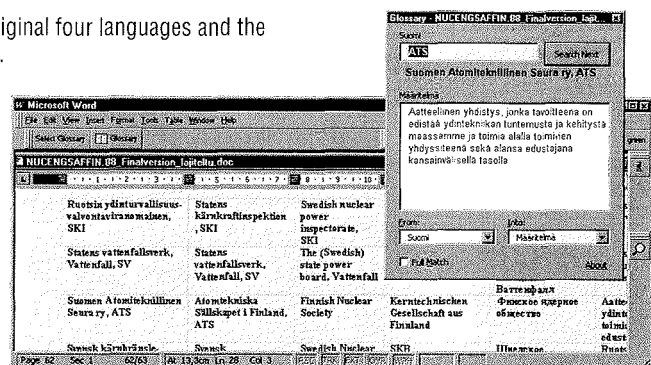 iginal four languages and the
.
Glossary - NUCENGSAFFIN.88_Finalversion_lajit...
Suomi
ATS
Search Next
Suomen Atomiteknillinen Seura ry, ATS
Määritelmä
Aatteellinen yhdistys, jonka tavoitteena on
edistää ydintekniikan tuntemusta ja kehitystä
maassamme ja toimia alalla toimivien
yhdyssiteenä sekä alansa edustajana
kansainvälisellä tasolla
From:
Into:
Suomi
Määritelmä
Full Match
About
Microsoft Word
File Edit View Insert Format Tools Table Window Help
Select Glossary
Glossary
green
NUCENGSAFFIN.88_Finalversion_lajiteltu.doc
Ruotsin ydinturvallisuus-
valvontaviranomainen,
SKI
Statens
kärnkraftinspektion
, SKI
Swedish nuclear
power
inspectorate,
SKI
Statens vattenfallsverk,
Vattenfall, SV
Statens
vattenfallsverk,
Vattenfall, SV
The (Swedish)
state power
board, Vattenfall
Ваттенфалл
Suomen Atomiteknillinen
Seura ry, ATS
Atomtekniska
Sällskapet i Finland,
ATS
Finnish Nuclear
Society
Kerntechnischen
Gesellschaft aus
Finnland
Финское ядерное
общество
Aatte
ydint
toimi
edust
Svensk kärnbränsle-
Svensk
Swedish Nuclear
SKB
Шведское
Ruots
Page 62 Sec 1 62/63 At 13,3cm Ln 28 Col 3